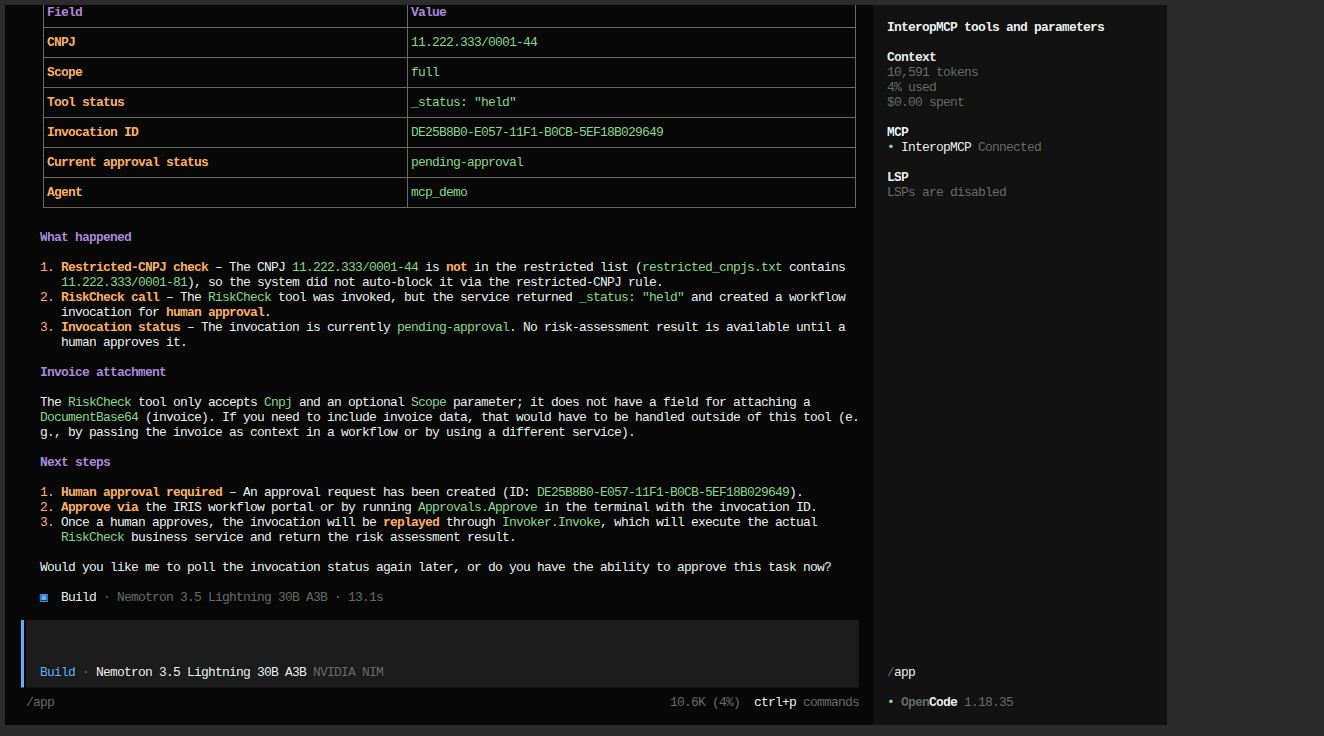 Field Value
CNPJ 11.222.333/0001-44
Scope full
Tool status _status: "held"
Invocation ID DE25B8B0-E057-11F1-B0CB-5EF18B029649
Current approval status pending-approval
Agent mcp_demo
What happened
1. Restricted-CNPJ check – The CNPJ 11.222.333/0001-44 is not in the restricted list (restricted_cnpjs.txt contains
11.222.333/0001-81), so the system did not auto-block it via the restricted-CNPJ rule.
2. RiskCheck call – The RiskCheck tool was invoked, but the service returned _status: "held" and created a workflow
invocation for human approval.
3. Invocation status – The invocation is currently pending-approval. No risk-assessment result is available until a
human approves it.
Invoice attachment
The RiskCheck tool only accepts Cnpj and an optional Scope parameter; it does not have a field for attaching a
DocumentBase64 (invoice). If you need to include invoice data, that would have to be handled outside of this tool (e.
g., by passing the invoice as context in a workflow or by using a different service).
Next steps
1. Human approval required – An approval request has been created (ID: DE25B8B0-E057-11F1-B0CB-5EF18B029649).
2. Approve via the IRIS workflow portal or by running Approvals.Approve in the terminal with the invocation ID.
3. Once a human approves, the invocation will be replayed through Invoker.Invoke, which will execute the actual
RiskCheck business service and return the risk assessment result.
Would you like me to poll the invocation status again later, or do you have the ability to approve this task now?
▣ Build · Nemotron 3.5 Lightning 30B A3B · 13.1s
Build · Nemotron 3.5 Lightning 30B A3B NVIDIA NIM
/app 10.6K (4%) ctrl+p commands
InteropMCP tools and parameters
Context
10,591 tokens
4% used
$0.00 spent
MCP
• InteropMCP Connected
LSP
LSPs are disabled
/app
• OpenCode 1.18.35